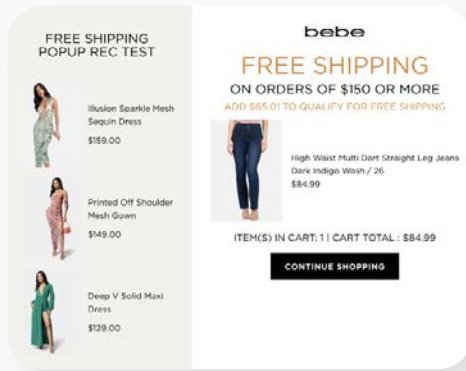 FREE SHIPPING
POPUP REC TEST
Illusion Sparkle Mesh
Sequin Dress
$159.00
Printed Off Shoulder
Mesh Gown
$149.00
Deep V Solid Maxi
Dress
$129.00
bebe
FREE SHIPPING
ON ORDERS OF $150 OR MORE
ADD $65.01 TO QUALIFY FOR FREE SHIPPING
High Waist Multi Dart Straight Leg Jeans
Dark Indigo Wash / 26
$84.99
ITEM(S) IN CART: 1 | CART TOTAL : $84.99
CONTINUE SHOPPING